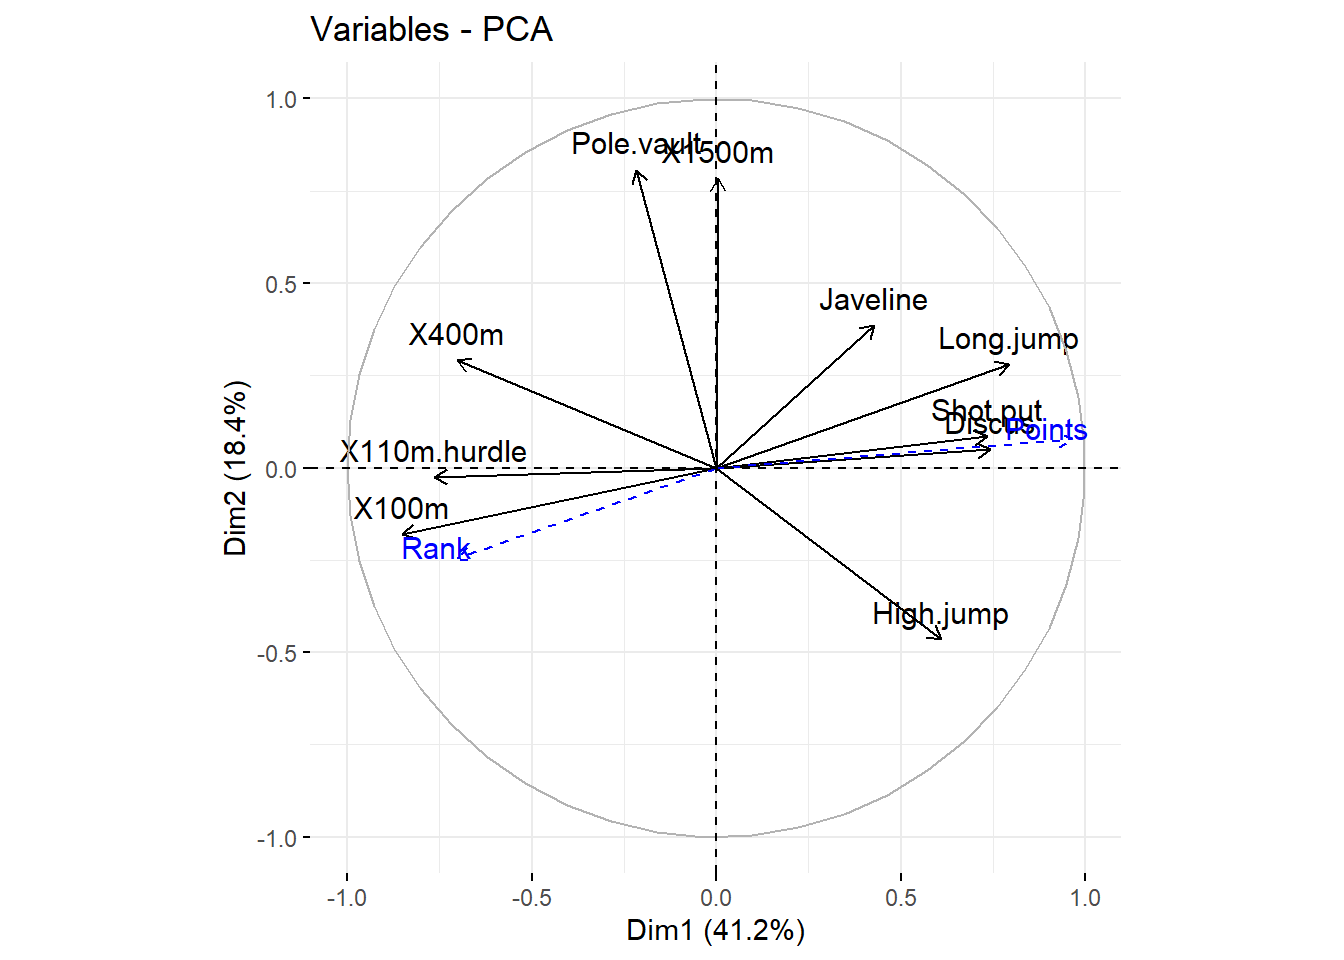 Variables - PCA
1.0
Pole.vault
X1500m
0.5
Javeline
X400m
Long.jump
Shot.put
Discus
Points
X110m.hurdle
0.0
X100m
Rank
High.jump
-0.5
-1.0
Dim2 (18.4%)
-1.0 -0.5 0.0 0.5 1.0
Dim1 (41.2%)